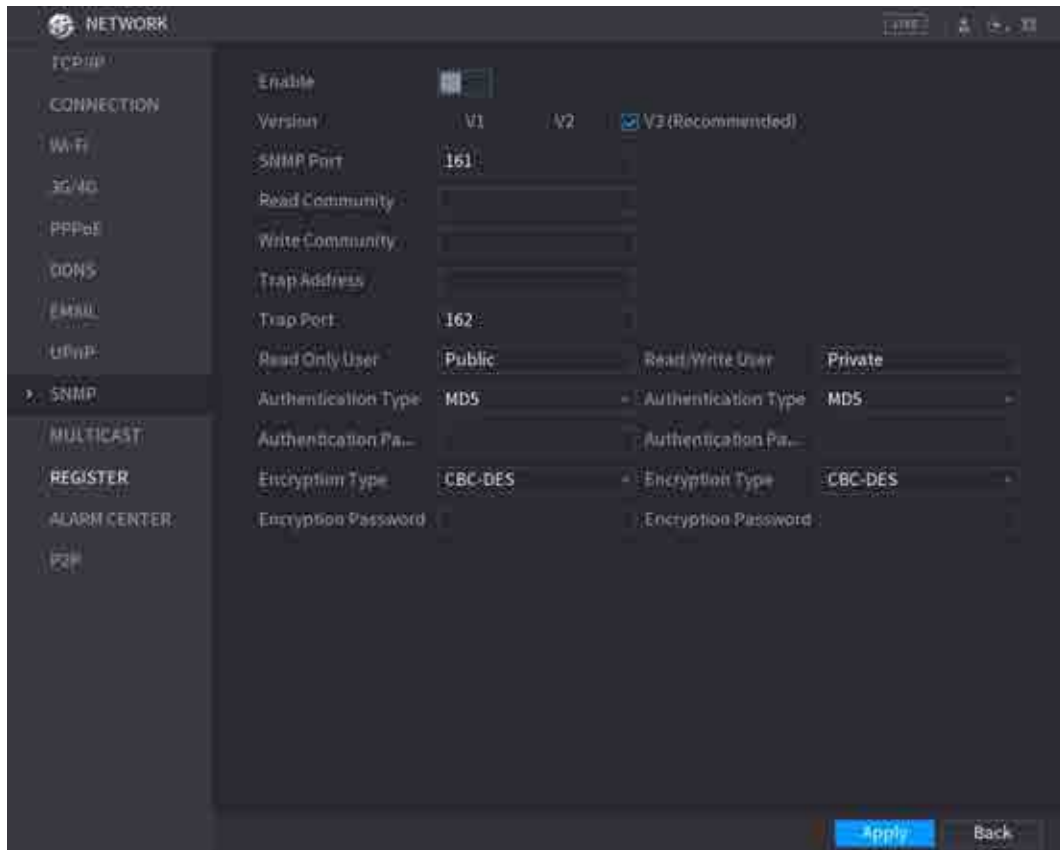 NETWORK
LIVE
TCP/IP
CONNECTION
Wi-Fi
3G/4G
PPPoE
DDNS
EMAIL
UPnP
SNMP
MULTICAST
REGISTER
ALARM CENTER
P2P
Enable
Version V1 V2 V3 (Recommended)
SNMP Port 161
Read Community
Write Community
Trap Address
Trap Port 162
Read Only User Public Read/Write User Private
Authentication Type MD5 Authentication Type MD5
Authentication Pa... Authentication Pa...
Encryption Type CBC-DES Encryption Type CBC-DES
Encryption Password Encryption Password
Apply Back